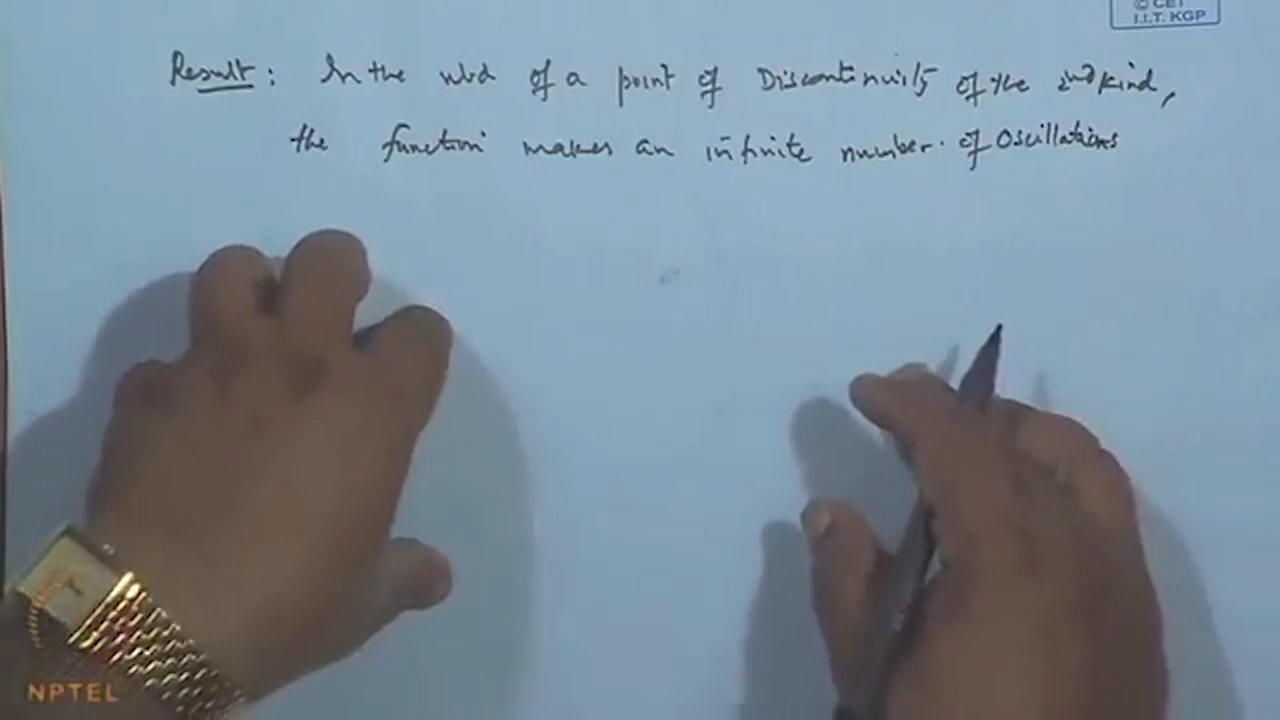 © CET
I.I.T. KGP
Result: In the nbd of a point of Discontinuity of the 2nd kind,
the function makes an infinite number. of Oscillations
NPTEL